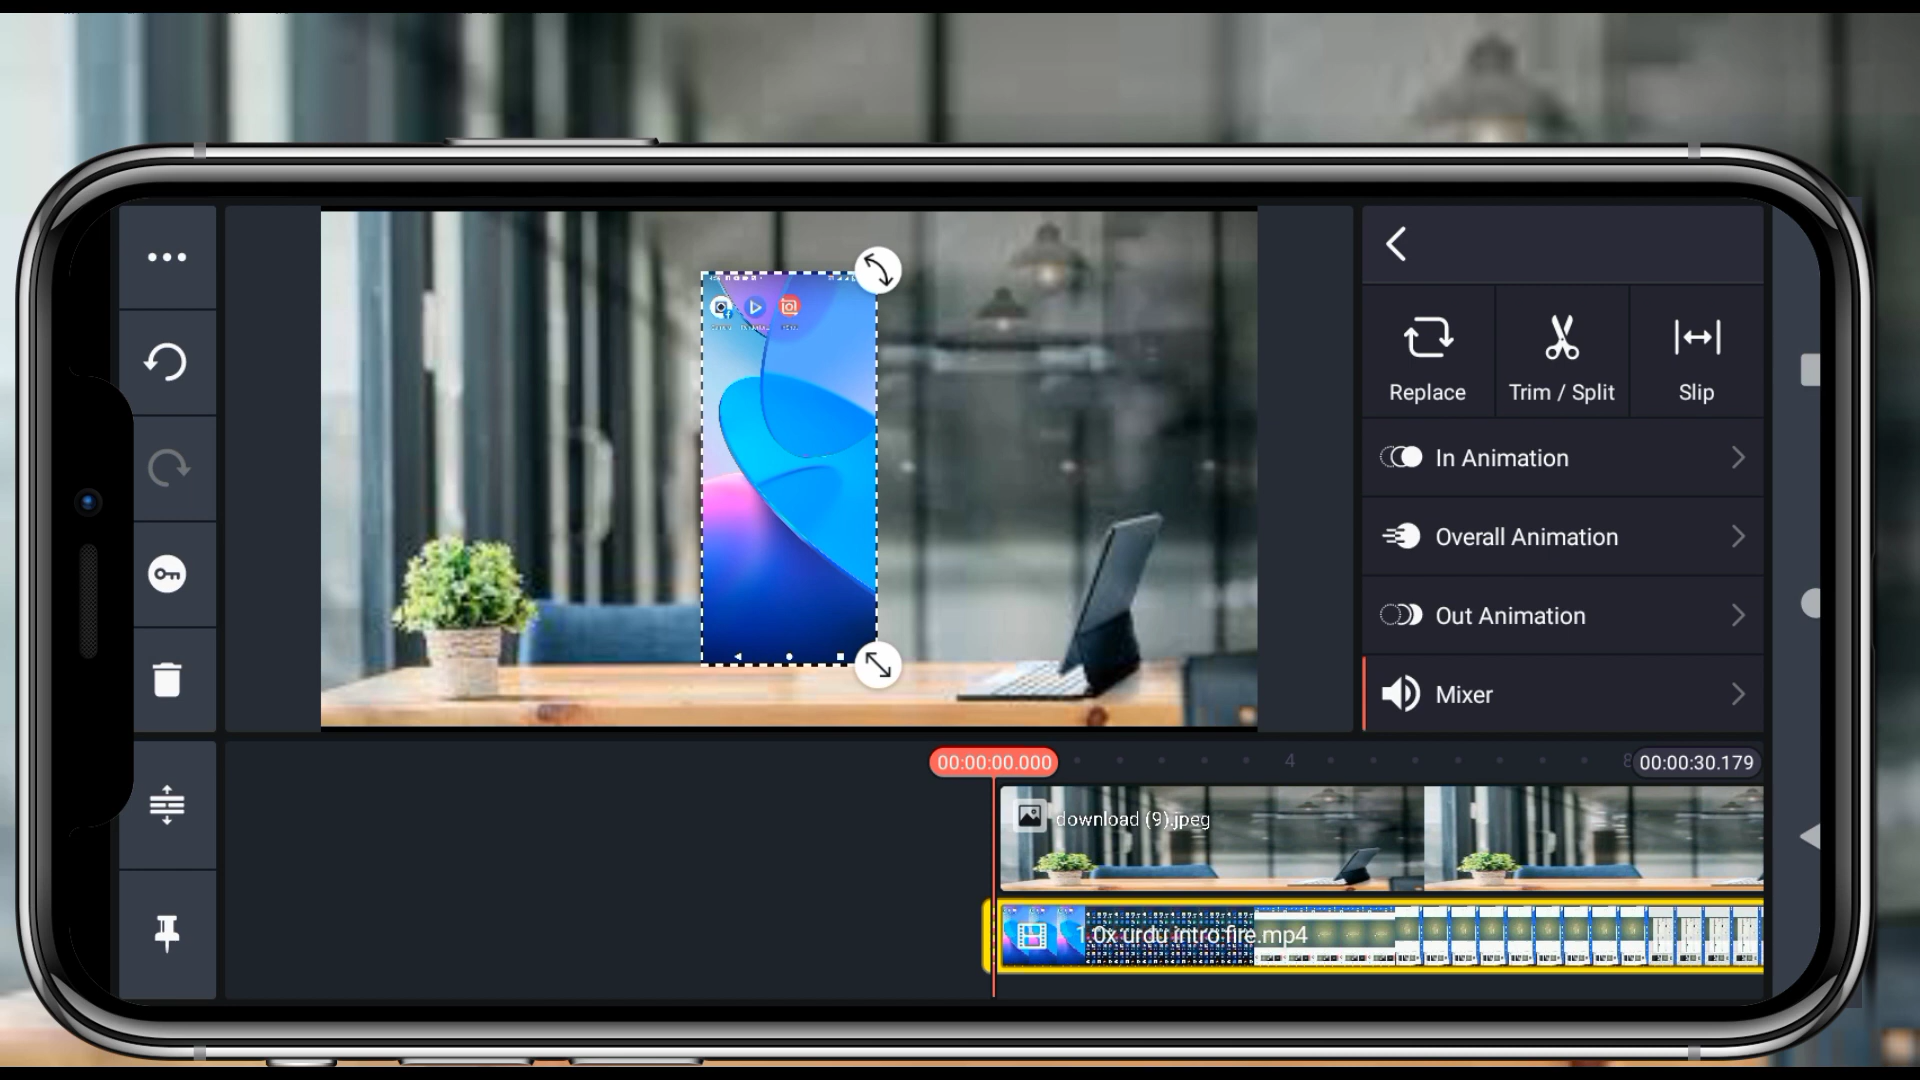 Replace
Trim / Split
Slip
In Animation
Overall Animation
Out Animation
Mixer
00:00:00.000
4
8
00:00:30.179
download (9).jpeg
1.0x urdu intro fire.mp4